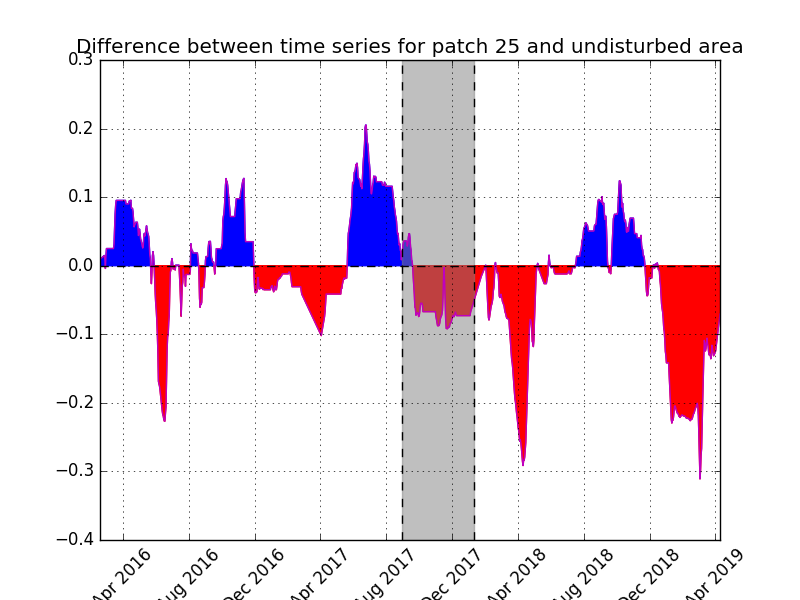 Difference between time series for patch 25 and undisturbed area
0.3
0.2
0.1
0.0
−0.1
−0.2
−0.3
−0.4
Apr 2016
Aug 2016
Dec 2016
Apr 2017
Aug 2017
Dec 2017
Apr 2018
Aug 2018
Dec 2018
Apr 2019